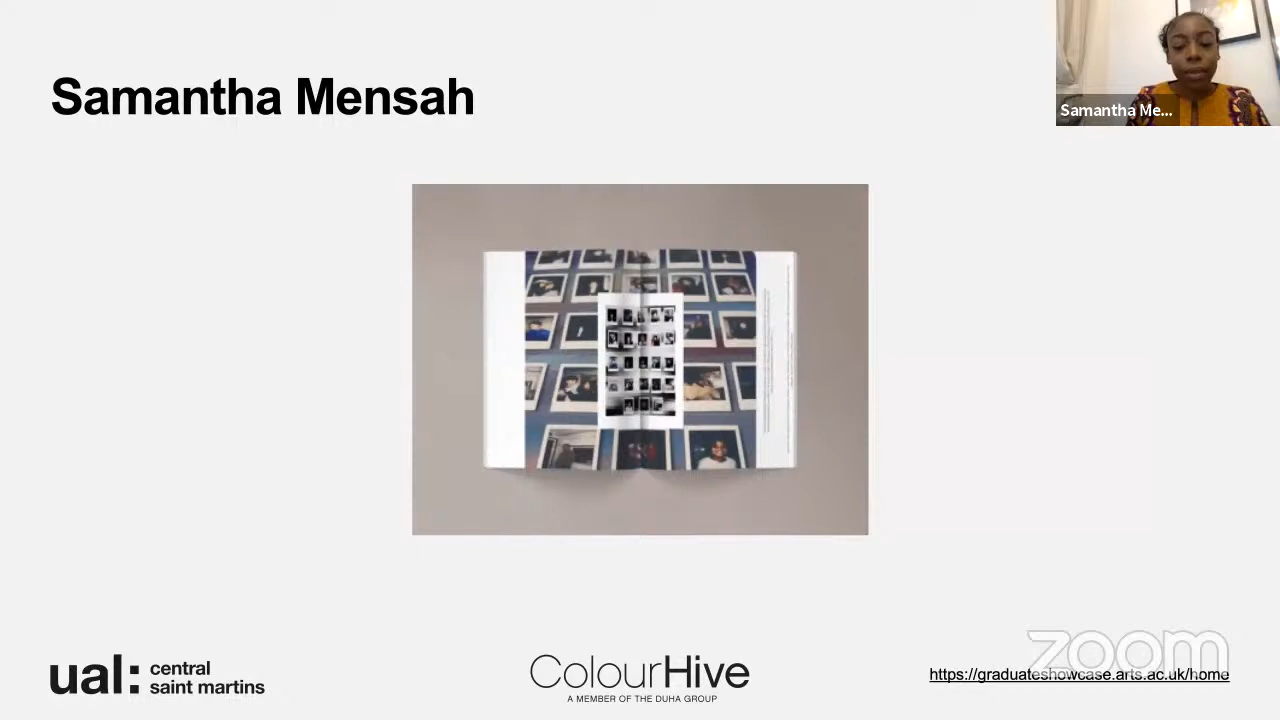 Samantha Mensah
Samantha Me...
ual:
central
saint martins
ColourHive
A MEMBER OF THE DUHA GROUP
zoom
https://graduateshowcase.arts.ac.uk/home